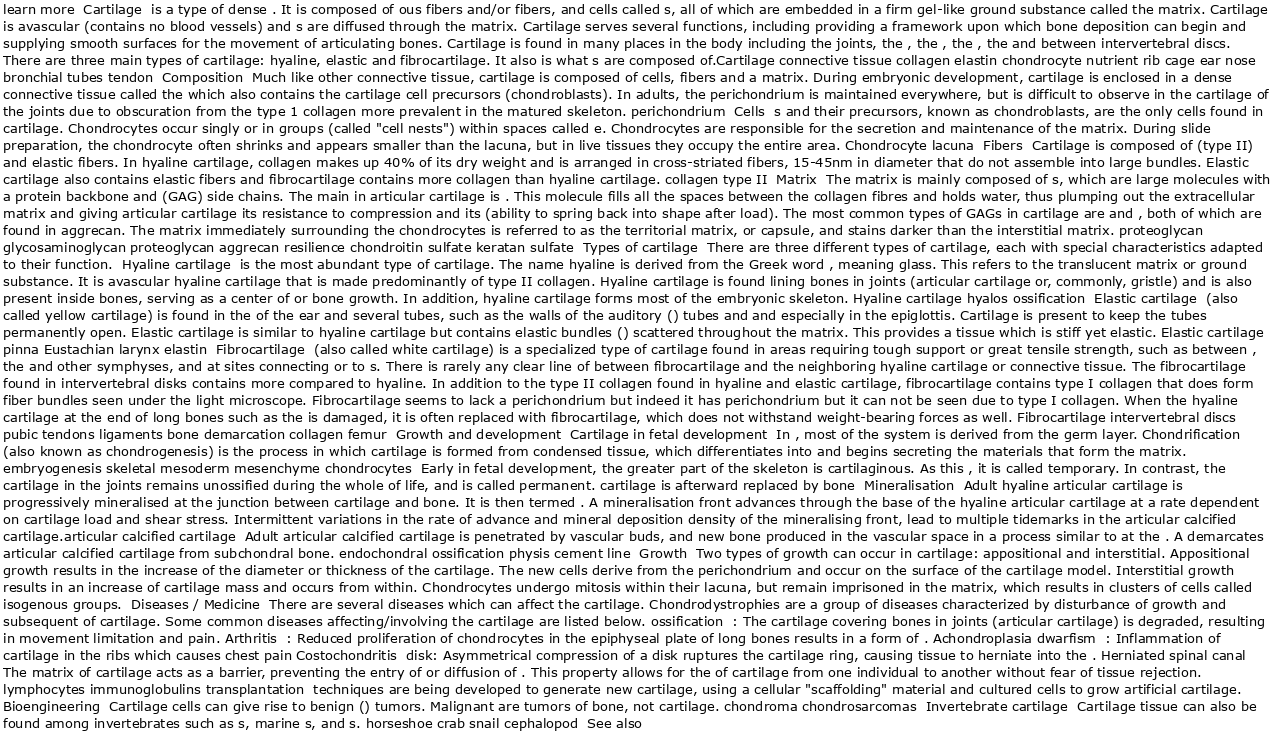 learn more  Cartilage  is a type of dense . It is composed of ous fibers and/or fibers, and cells called s, all of which are embedded in a firm gel-like ground substance called the matrix. Cartilage
is avascular (contains no blood vessels) and s are diffused through the matrix. Cartilage serves several functions, including providing a framework upon which bone deposition can begin and
supplying smooth surfaces for the movement of articulating bones. Cartilage is found in many places in the body including the joints, the , the , the , the and between intervertebral discs.
There are three main types of cartilage: hyaline, elastic and fibrocartilage. It also is what s are composed of.Cartilage connective tissue collagen elastin chondrocyte nutrient rib cage ear nose
bronchial tubes tendon  Composition  Much like other connective tissue, cartilage is composed of cells, fibers and a matrix. During embryonic development, cartilage is enclosed in a dense
connective tissue called the which also contains the cartilage cell precursors (chondroblasts). In adults, the perichondrium is maintained everywhere, but is difficult to observe in the cartilage of
the joints due to obscuration from the type 1 collagen more prevalent in the matured skeleton. perichondrium  Cells  s and their precursors, known as chondroblasts, are the only cells found in
cartilage. Chondrocytes occur singly or in groups (called "cell nests") within spaces called e. Chondrocytes are responsible for the secretion and maintenance of the matrix. During slide
preparation, the chondrocyte often shrinks and appears smaller than the lacuna, but in live tissues they occupy the entire area. Chondrocyte lacuna  Fibers  Cartilage is composed of (type II)
and elastic fibers. In hyaline cartilage, collagen makes up 40% of its dry weight and is arranged in cross-striated fibers, 15-45nm in diameter that do not assemble into large bundles. Elastic
cartilage also contains elastic fibers and fibrocartilage contains more collagen than hyaline cartilage. collagen type II  Matrix  The matrix is mainly composed of s, which are large molecules with
a protein backbone and (GAG) side chains. The main in articular cartilage is . This molecule fills all the spaces between the collagen fibres and holds water, thus plumping out the extracellular
matrix and giving articular cartilage its resistance to compression and its (ability to spring back into shape after load). The most common types of GAGs in cartilage are and , both of which are
found in aggrecan. The matrix immediately surrounding the chondrocytes is referred to as the territorial matrix, or capsule, and stains darker than the interstitial matrix. proteoglycan
glycosaminoglycan proteoglycan aggrecan resilience chondroitin sulfate keratan sulfate  Types of cartilage  There are three different types of cartilage, each with special characteristics adapted
to their function.  Hyaline cartilage  is the most abundant type of cartilage. The name hyaline is derived from the Greek word , meaning glass. This refers to the translucent matrix or ground
substance. It is avascular hyaline cartilage that is made predominantly of type II collagen. Hyaline cartilage is found lining bones in joints (articular cartilage or, commonly, gristle) and is also
present inside bones, serving as a center of or bone growth. In addition, hyaline cartilage forms most of the embryonic skeleton. Hyaline cartilage hyalos ossification  Elastic cartilage  (also
called yellow cartilage) is found in the of the ear and several tubes, such as the walls of the auditory () tubes and and especially in the epiglottis. Cartilage is present to keep the tubes
permanently open. Elastic cartilage is similar to hyaline cartilage but contains elastic bundles () scattered throughout the matrix. This provides a tissue which is stiff yet elastic. Elastic cartilage
pinna Eustachian larynx elastin  Fibrocartilage  (also called white cartilage) is a specialized type of cartilage found in areas requiring tough support or great tensile strength, such as between ,
the and other symphyses, and at sites connecting or to s. There is rarely any clear line of between fibrocartilage and the neighboring hyaline cartilage or connective tissue. The fibrocartilage
found in intervertebral disks contains more compared to hyaline. In addition to the type II collagen found in hyaline and elastic cartilage, fibrocartilage contains type I collagen that does form
fiber bundles seen under the light microscope. Fibrocartilage seems to lack a perichondrium but indeed it has perichondrium but it can not be seen due to type I collagen. When the hyaline
cartilage at the end of long bones such as the is damaged, it is often replaced with fibrocartilage, which does not withstand weight-bearing forces as well. Fibrocartilage intervertebral discs
pubic tendons ligaments bone demarcation collagen femur  Growth and development  Cartilage in fetal development  In , most of the system is derived from the germ layer. Chondrification
(also known as chondrogenesis) is the process in which cartilage is formed from condensed tissue, which differentiates into and begins secreting the materials that form the matrix.
embryogenesis skeletal mesoderm mesenchyme chondrocytes  Early in fetal development, the greater part of the skeleton is cartilaginous. As this , it is called temporary. In contrast, the
cartilage in the joints remains unossified during the whole of life, and is called permanent. cartilage is afterward replaced by bone  Mineralisation  Adult hyaline articular cartilage is
progressively mineralised at the junction between cartilage and bone. It is then termed . A mineralisation front advances through the base of the hyaline articular cartilage at a rate dependent
on cartilage load and shear stress. Intermittent variations in the rate of advance and mineral deposition density of the mineralising front, lead to multiple tidemarks in the articular calcified
cartilage.articular calcified cartilage  Adult articular calcified cartilage is penetrated by vascular buds, and new bone produced in the vascular space in a process similar to at the . A demarcates
articular calcified cartilage from subchondral bone. endochondral ossification physis cement line  Growth  Two types of growth can occur in cartilage: appositional and interstitial. Appositional
growth results in the increase of the diameter or thickness of the cartilage. The new cells derive from the perichondrium and occur on the surface of the cartilage model. Interstitial growth
results in an increase of cartilage mass and occurs from within. Chondrocytes undergo mitosis within their lacuna, but remain imprisoned in the matrix, which results in clusters of cells called
isogenous groups.  Diseases / Medicine  There are several diseases which can affect the cartilage. Chondrodystrophies are a group of diseases characterized by disturbance of growth and
subsequent of cartilage. Some common diseases affecting/involving the cartilage are listed below. ossification  : The cartilage covering bones in joints (articular cartilage) is degraded, resulting
in movement limitation and pain. Arthritis  : Reduced proliferation of chondrocytes in the epiphyseal plate of long bones results in a form of . Achondroplasia dwarfism  : Inflammation of
cartilage in the ribs which causes chest pain Costochondritis  disk: Asymmetrical compression of a disk ruptures the cartilage ring, causing tissue to herniate into the . Herniated spinal canal
The matrix of cartilage acts as a barrier, preventing the entry of or diffusion of . This property allows for the of cartilage from one individual to another without fear of tissue rejection.
lymphocytes immunoglobulins transplantation  techniques are being developed to generate new cartilage, using a cellular "scaffolding" material and cultured cells to grow artificial cartilage.
Bioengineering  Cartilage cells can give rise to benign () tumors. Malignant are tumors of bone, not cartilage. chondroma chondrosarcomas  Invertebrate cartilage  Cartilage tissue can also be
found among invertebrates such as s, marine s, and s. horseshoe crab snail cephalopod  See also